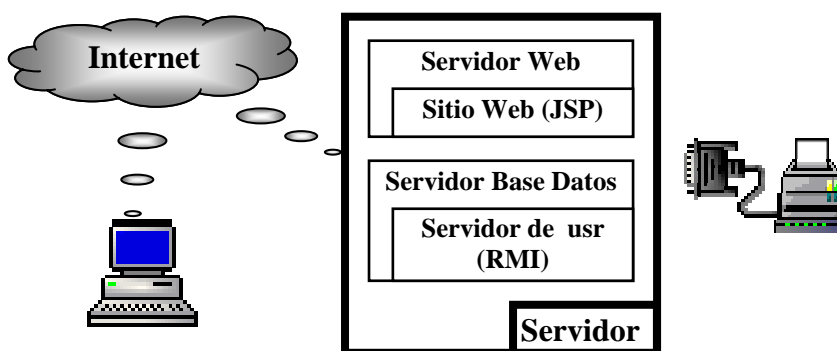 Internet
Servidor Web
Sitio Web (JSP)
Servidor Base Datos
Servidor de usr
(RMI)
Servidor